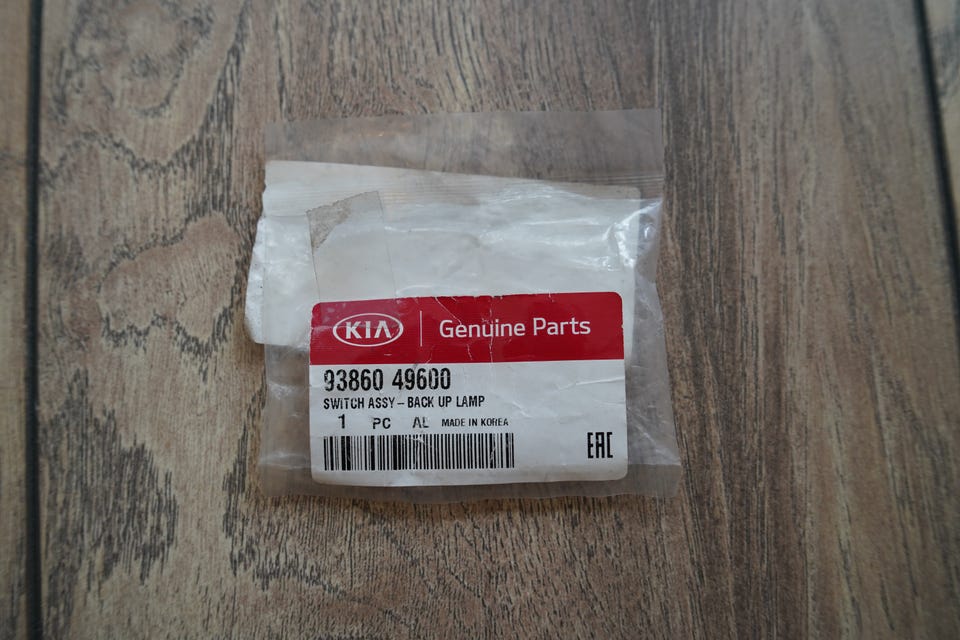 KIA Genuine Parts
93860 49600
SWITCH ASSY - BACK UP LAMP
1 PC AL MADE IN KOREA
EAC